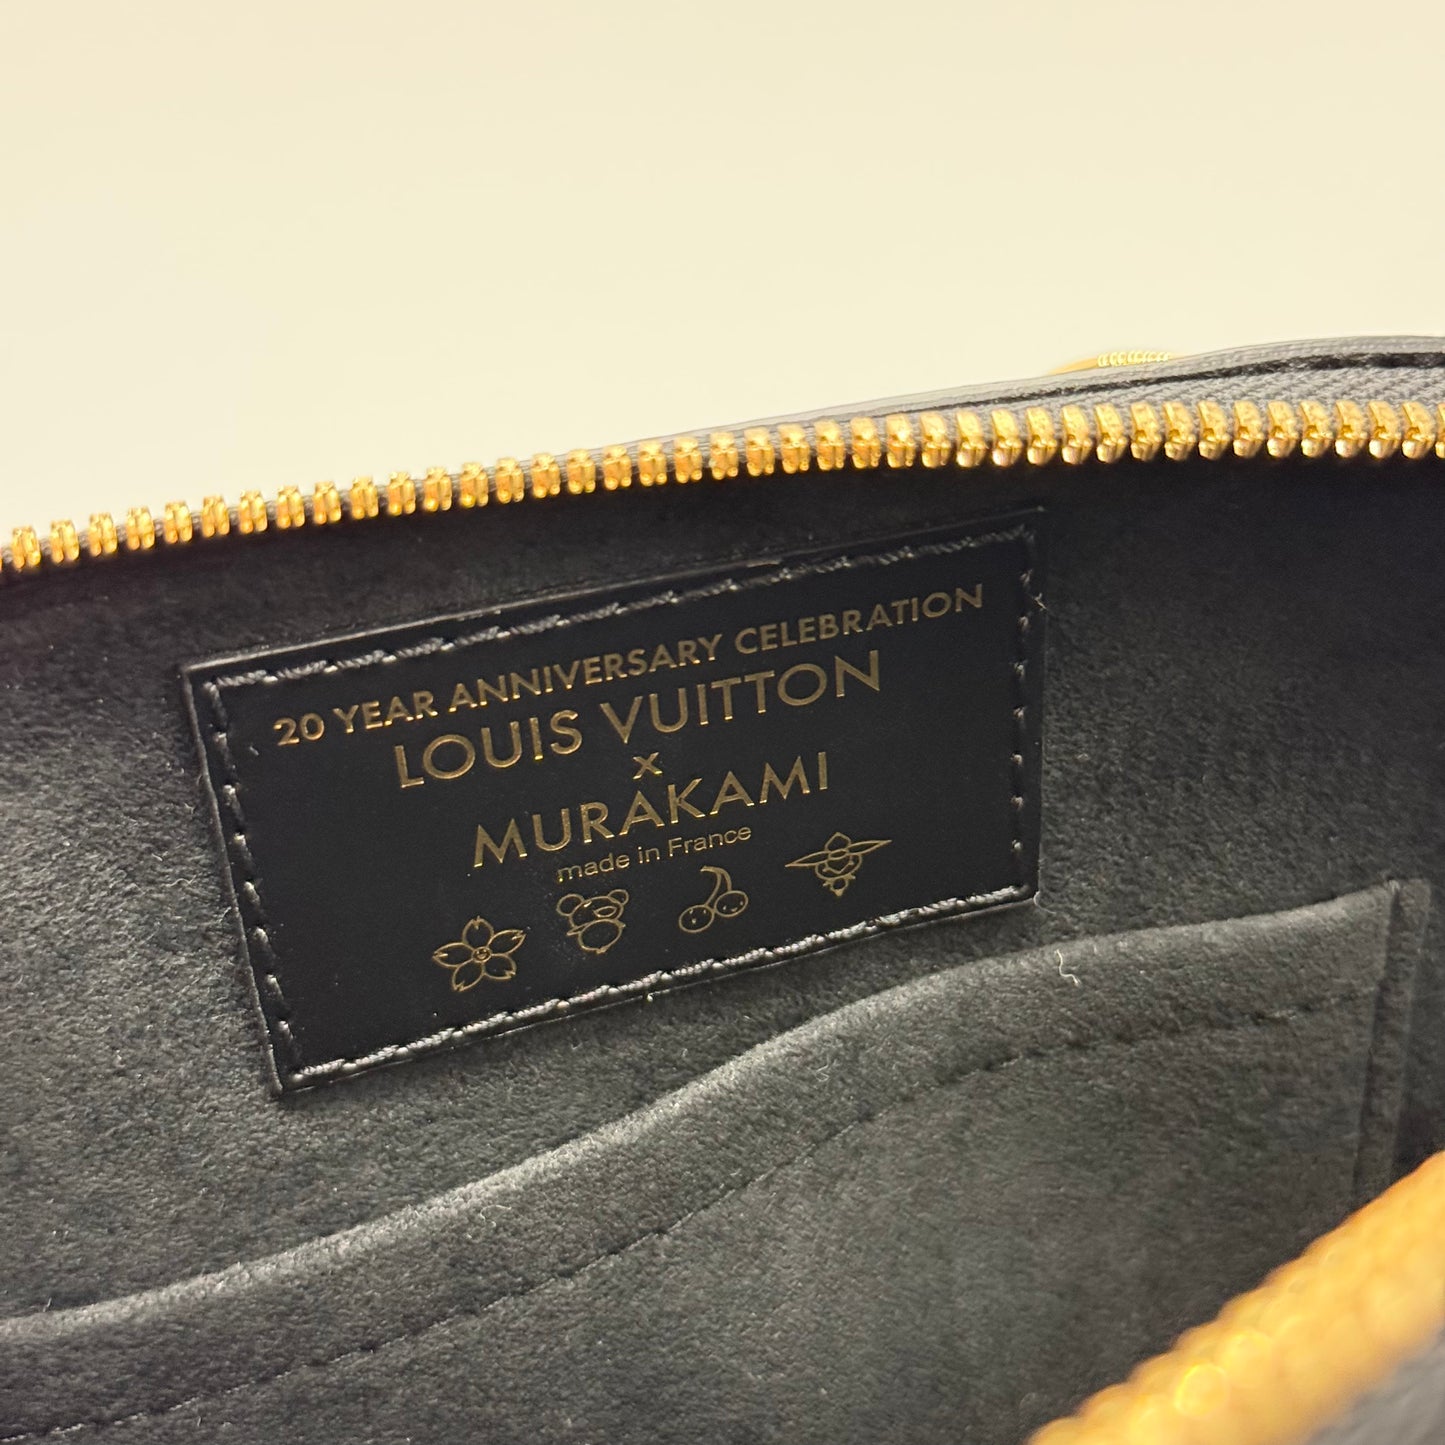 20 YEAR ANNIVERSARY CELEBRATION
LOUIS VUITTON
x
MURAKAMI
made in France